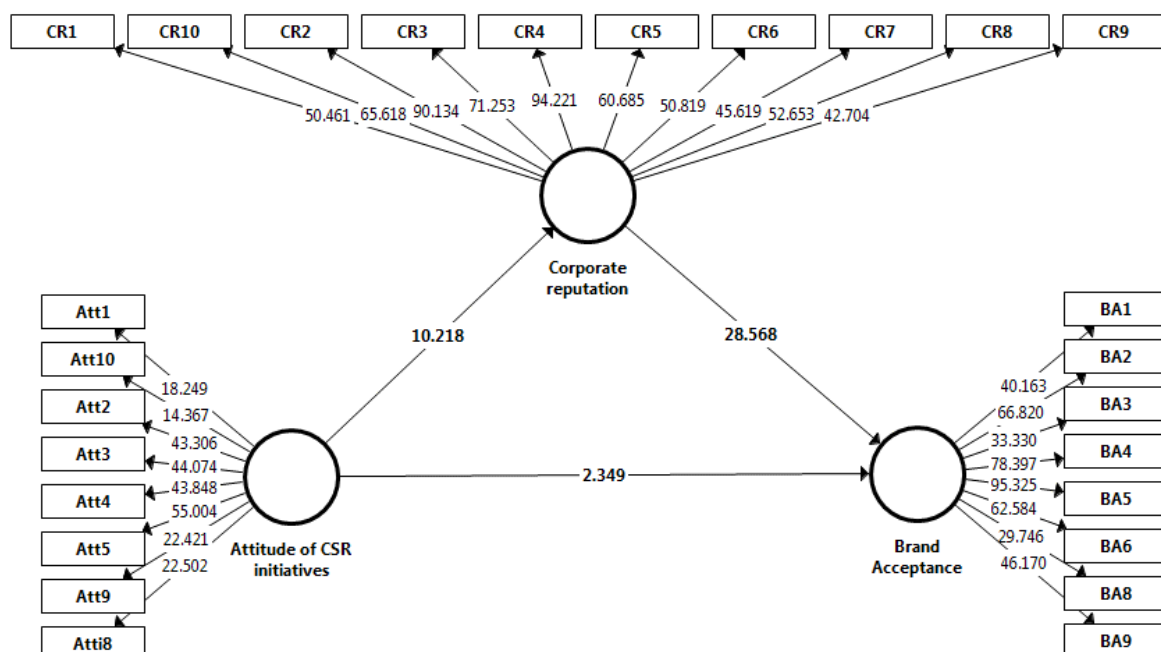 CR1 CR10 CR2 CR3 CR4 CR5 CR6 CR7 CR8 CR9
50.461 65.618 90.134 71.253 94.221 60.685 50.819 45.619 52.653 42.704
Corporate
reputation
Att1
Att10
Att2
Att3
Att4
Att5
Att9
Atti8
18.249
14.367
43.306
44.074
43.848
55.004
22.421
22.502
Attitude of CSR
initiatives
10.218
28.568
2.349
Brand
Acceptance
40.163
66.820
33.330
78.397
95.325
62.584
29.746
46.170
BA1
BA2
BA3
BA4
BA5
BA6
BA8
BA9